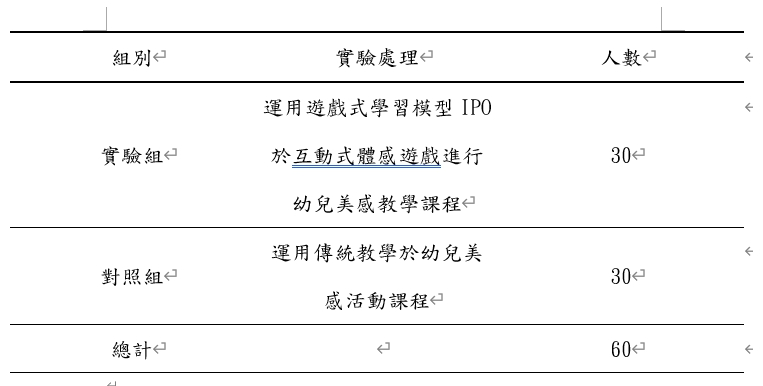 組別 實驗處理 人數
運用遊戲式學習模型 IPO
實驗組 於互動式體感遊戲進行 30
幼兒美感教學課程
運用傳統教學於幼兒美
對照組 30
感活動課程
總計 60